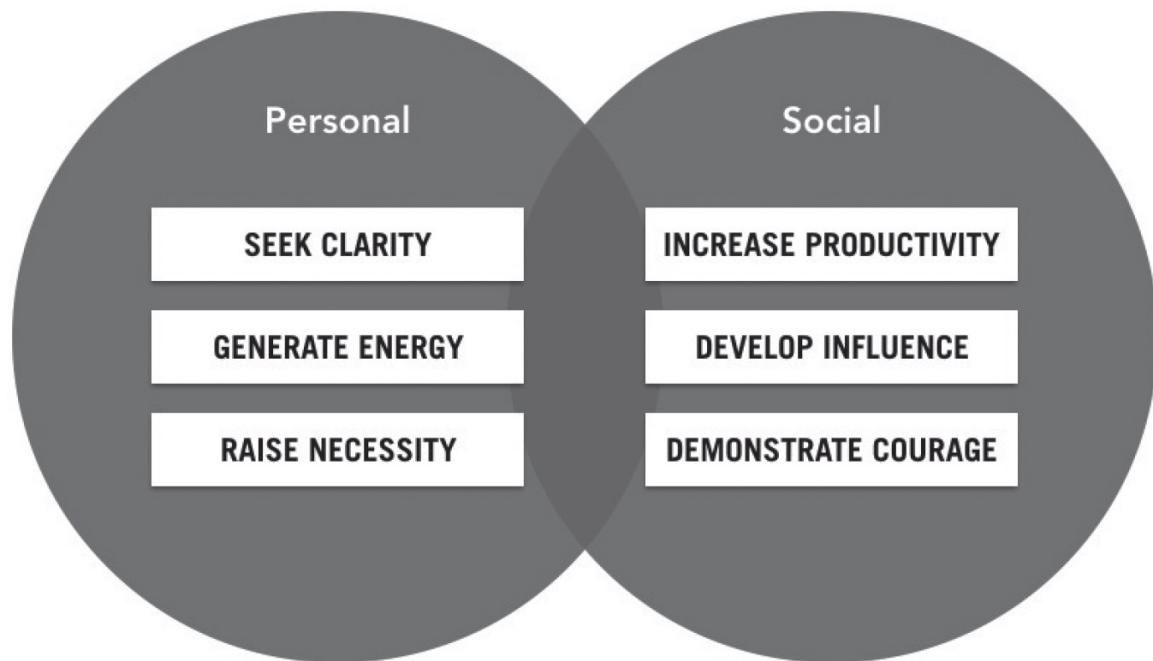 Personal
SEEK CLARITY
GENERATE ENERGY
RAISE NECESSITY
Social
INCREASE PRODUCTIVITY
DEVELOP INFLUENCE
DEMONSTRATE COURAGE